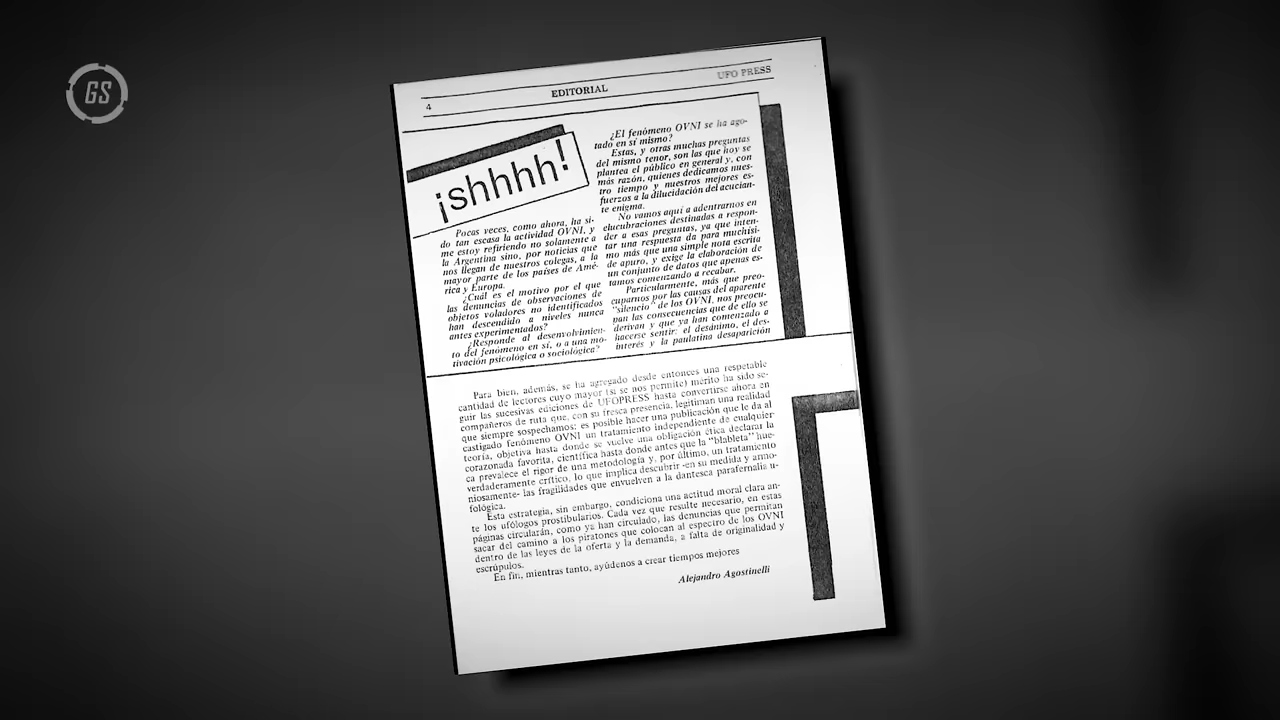 GS
4
EDITORIAL
UFO PRESS
¡shhhh!
Pocas veces, como ahora, ha si-
do tan escasa la actividad OVNI, y
me estoy refiriendo no solamente a
la Argentina sino, por noticias que
nos llegan de nuestros colegas, a la
mayor parte de los países de Amé-
rica y Europa.
¿Cuál es el motivo por el que
las denuncias de observaciones de
objetos voladores no identificados
han descendido a niveles nunca
antes experimentados?
¿Responde al desenvolvimien-
to del fenómeno en sí, o a una mo-
tivación psicológica o sociológica?
¿El fenómeno OVNI se ha ago-
tado en sí mismo?
Estas, y otras muchas preguntas
del mismo tenor, son las que hoy se
plantea el público en general y, con
más razón, quienes dedicamos nues-
tro tiempo y nuestros mejores es-
fuerzos a la dilucidación del acucian-
te enigma.
No vamos aquí a adentrarnos en
elucubraciones destinadas a respon-
der a esas preguntas, ya que inten-
tar una respuesta da para muchísi-
mo más que una simple nota escrita
de apuro, y exige la elaboración de
un conjunto de datos que apenas es-
tamos comenzando a recabar.
Particularmente, más que preo-
cuparnos por las causas del aparente
"silencio" de los OVNI, nos preocu-
pan las consecuencias que de ello se
derivan y que ya han comenzado a
hacerse sentir: el desánimo, el des-
interés y la paulatina desaparición
Para bien, además, se ha agregado desde entonces una respetable
cantidad de lectores cuyo mayor (si se nos permite) mérito ha sido se-
guir las sucesivas ediciones de UFOPRESS hasta convertirse ahora en
compañeros de ruta que, con su fresca presencia, legitiman una realidad
que siempre sospechamos: es posible hacer una publicación que le da al
castigado fenómeno OVNI un tratamiento independiente de cualquier
teoría, objetiva hasta donde se vuelve una obligación ética declarar la
corazonada favorita, científica hasta donde antes que la "blableta" hue-
ca prevalece el rigor de una metodología y, por último, un tratamiento
verdaderamente crítico, lo que implica descubrir -en su medida y armo-
niosamente- las fragilidades que envuelven a la dantesca parafernalia u-
fológica.
Esta estrategia, sin embargo, condiciona una actitud moral clara an-
te los ufólogos prostibularios. Cada vez que resulte necesario, en estas
páginas circularán, como ya han circulado, las denuncias que permitan
sacar del camino a los piratones que colocan al espectro de los OVNI
dentro de las leyes de la oferta y la demanda, a falta de originalidad y
escrúpulos.
En fin, mientras tanto, ayúdenos a crear tiempos mejores
Alejandro Agostinelli